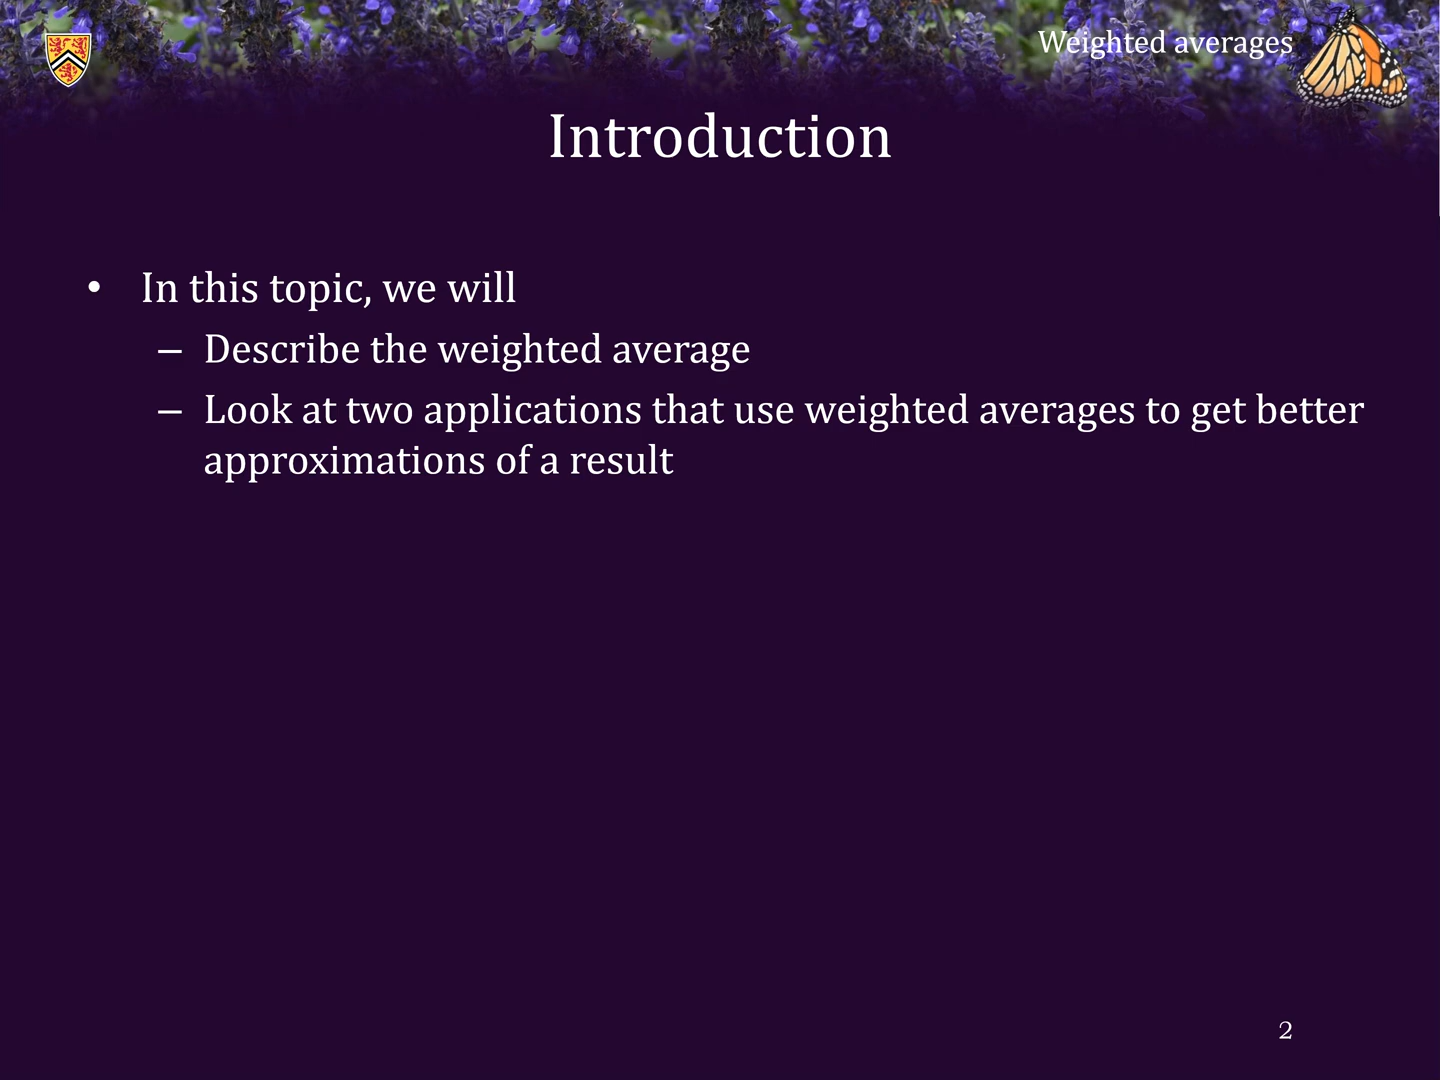 Weighted averages
Introduction
• In this topic, we will
– Describe the weighted average
– Look at two applications that use weighted averages to get better
approximations of a result
2